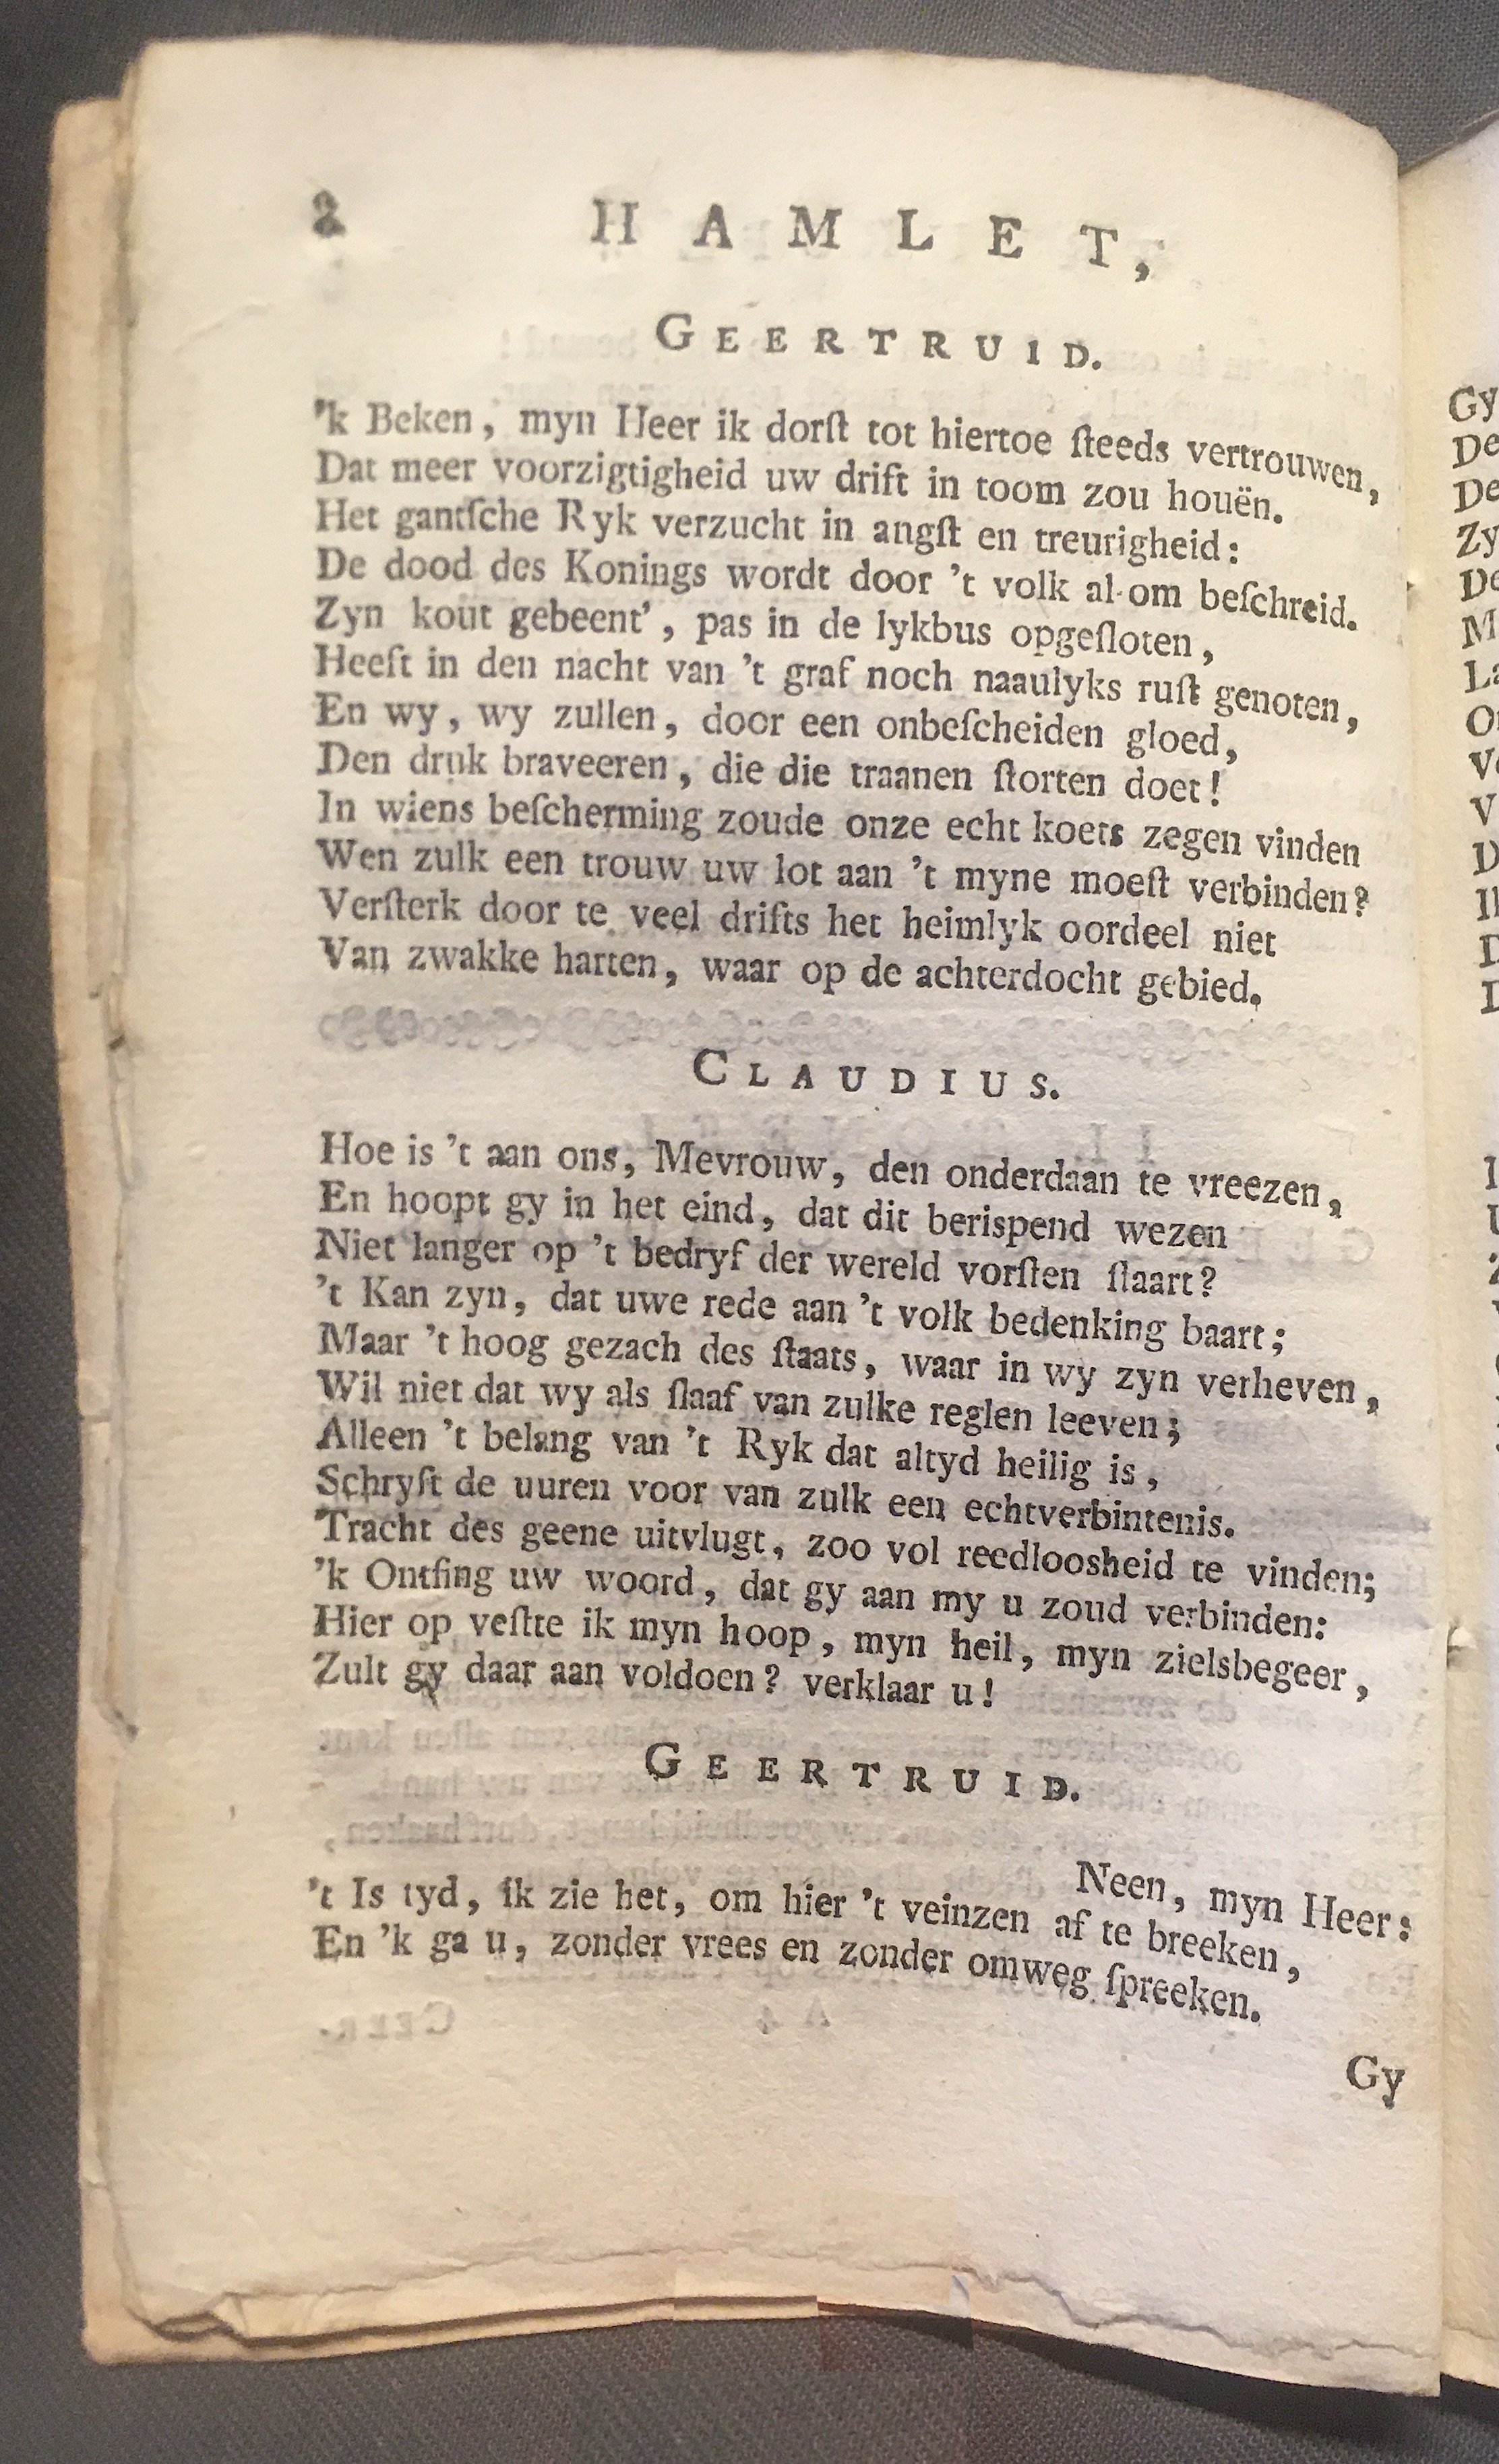 8 HAMLET,
GEERTRUID.
'k Beken, myn Heer ik dorſt tot hiertoe ſteeds vertrouwen,
Dat meer voorzigtigheid uw drift in toom zou houën.
Het gantſche Ryk verzucht in angſt en treurigheid:
De dood des Konings wordt door 't volk al-om beſchreid.
Zyn kout gebeent', pas in de lykbus opgeſloten,
Heeft in den nacht van 't graf noch naaulyks ruſt genoten,
En wy, wy zullen, door een onbeſcheiden gloed,
Den druk braveeren, die die traanen ſtorten doet!
In wiens beſcherming zoude onze echt koets zegen vinden
Wen zulk een trouw uw lot aan 't myne moeſt verbinden?
Verſterk door te veel drifts het heimlyk oordeel niet
Van zwakke harten, waar op de achterdocht gebied.
CLAUDIUS.
Hoe is 't aan ons, Mevrouw, den onderdaan te vreezen,
En hoopt gy in het eind, dat dit berispend wezen
Niet langer op 't bedryf der wereld vorſten ſlaart?
't Kan zyn, dat uwe rede aan 't volk bedenking baart;
Maar 't hoog gezach des ſtaats, waar in wy zyn verheven,
Wil niet dat wy als ſlaaf van zulke reglen leeven;
Alleen 't belang van 't Ryk dat altyd heilig is,
Schryft de uuren voor van zulk een echtverbintenis.
Tracht des geene uitvlugt, zoo vol reedloosheid te vinden;
'k Ontfing uw woord, dat gy aan my u zoud verbinden:
Hier op veſtte ik myn hoop, myn heil, myn zielsbegeer,
Zult gy daar aan voldoen? verklaar u!
GEERTRUID.
Neen, myn Heer:
't Is tyd, ik zie het, om hier 't veinzen af te breeken,
En 'k ga u, zonder vrees en zonder omweg ſpreeken.
Gy